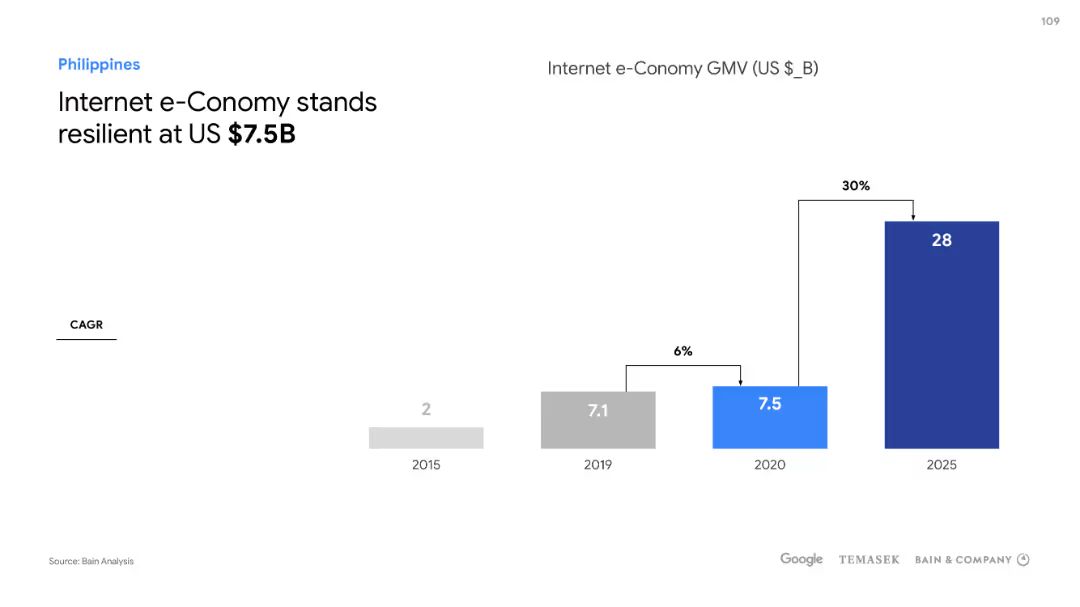 109
Philippines
Internet e-Conomy stands
resilient at US $7.5B
Internet e-Conomy GMV (US $_B)
CAGR
30%
28
6%
2
7.1
7.5
2015
2019
2020
2025
Source: Bain Analysis
Google
TEMASEK
BAIN & COMPANY